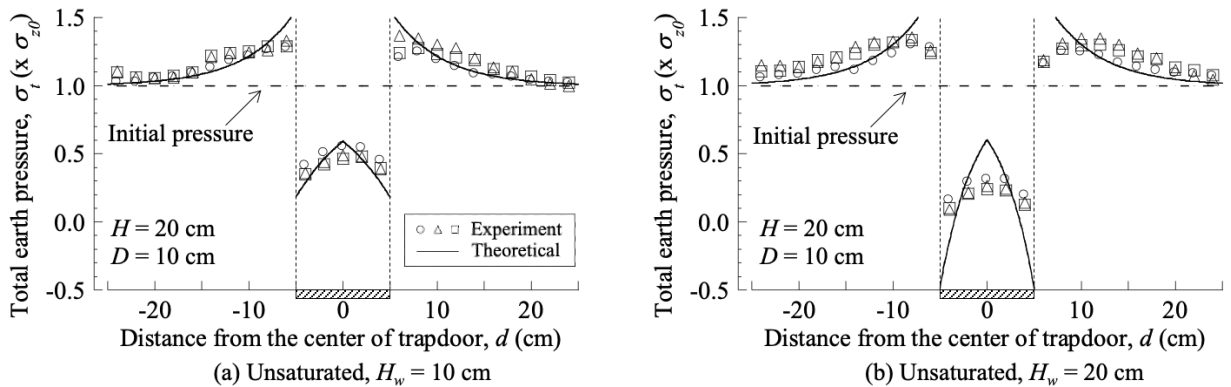 Total earth pressure, σt (x σz0)
1.5
1.0
0.5
0.0
-0.5
Initial pressure
H = 20 cm
D = 10 cm
Experiment
Theoretical
-20 -10 0 10 20
Distance from the center of trapdoor, d (cm)
(a) Unsaturated, Hw = 10 cm
Total earth pressure, σt (x σz0)
1.5
1.0
0.5
0.0
-0.5
Initial pressure
H = 20 cm
D = 10 cm
-20 -10 0 10 20
Distance from the center of trapdoor, d (cm)
(b) Unsaturated, Hw = 20 cm